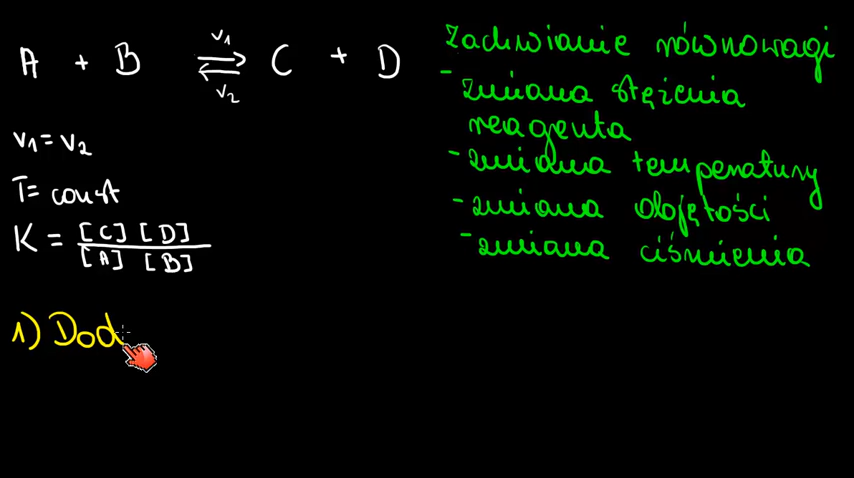 A + B ⇌ C + D
v1
v2
v1 = v2
T = const
K = [C] [D] / [A] [B]
1) Dod
Zachwianie równowagi
- zmiana stężenia
reagenta
- zmiana temperatury
- zmiana objętości
- zmiana ciśnienia